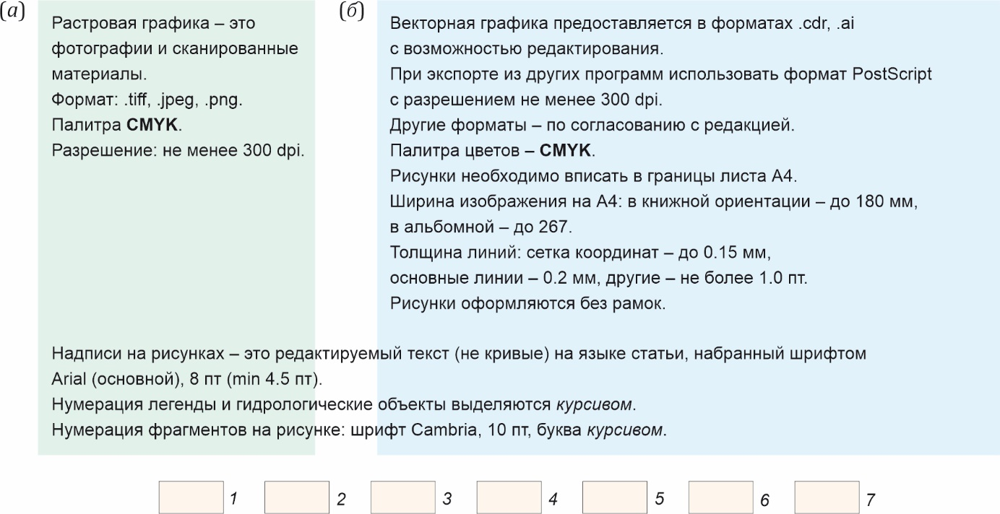 (а)
Растровая графика – это
фотографии и сканированные
материалы.
Формат: .tiff, .jpeg, .png.
Палитра CMYK.
Разрешение: не менее 300 dpi.
(б)
Векторная графика предоставляется в форматах .cdr, .ai
с возможностью редактирования.
При экспорте из других программ использовать формат PostScript
с разрешением не менее 300 dpi.
Другие форматы – по согласованию с редакцией.
Палитра цветов – CMYK.
Рисунки необходимо вписать в границы листа А4.
Ширина изображения на А4: в книжной ориентации – до 180 мм,
в альбомной – до 267.
Толщина линий: сетка координат – до 0.15 мм,
основные линии – 0.2 мм, другие – не более 1.0 пт.
Рисунки оформляются без рамок.
Надписи на рисунках – это редактируемый текст (не кривые) на языке статьи, набранный шрифтом
Arial (основной), 8 пт (min 4.5 пт).
Нумерация легенды и гидрологические объекты выделяются курсивом.
Нумерация фрагментов на рисунке: шрифт Cambria, 10 пт, буква курсивом.
1 2 3 4 5 6 7